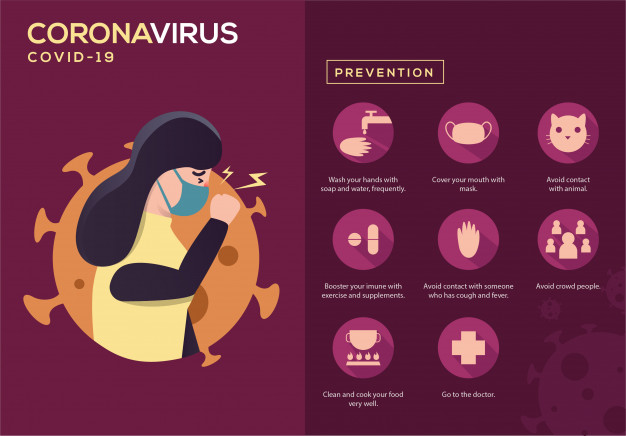 CORONAVIRUS
COVID-19
PREVENTION
Wash your hands with
soap and water, frequently.
Cover your mouth with
mask.
Avoid contact
with animal.
Booster your imune with
exercise and supplements.
Avoid contact with someone
who has cough and fever.
Avoid crowd people.
Clean and cook your food
very well.
Go to the doctor.